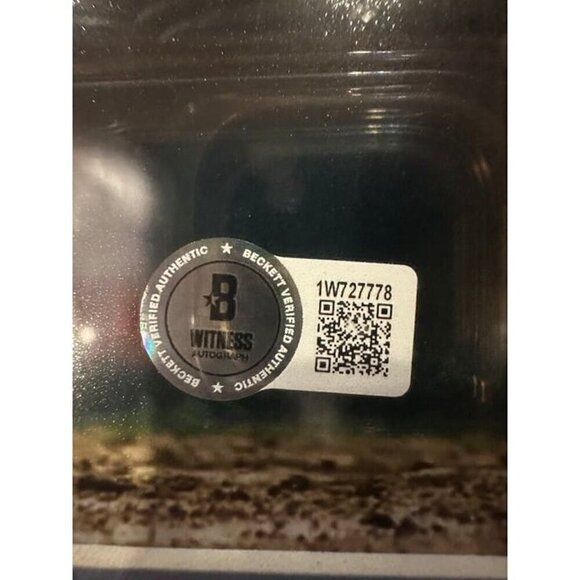 BECKETT VERIFIED AUTHENTIC ★ BECKETT VERIFIED AUTHENTIC ★
B
WITNESS
AUTOGRAPH
1W727778